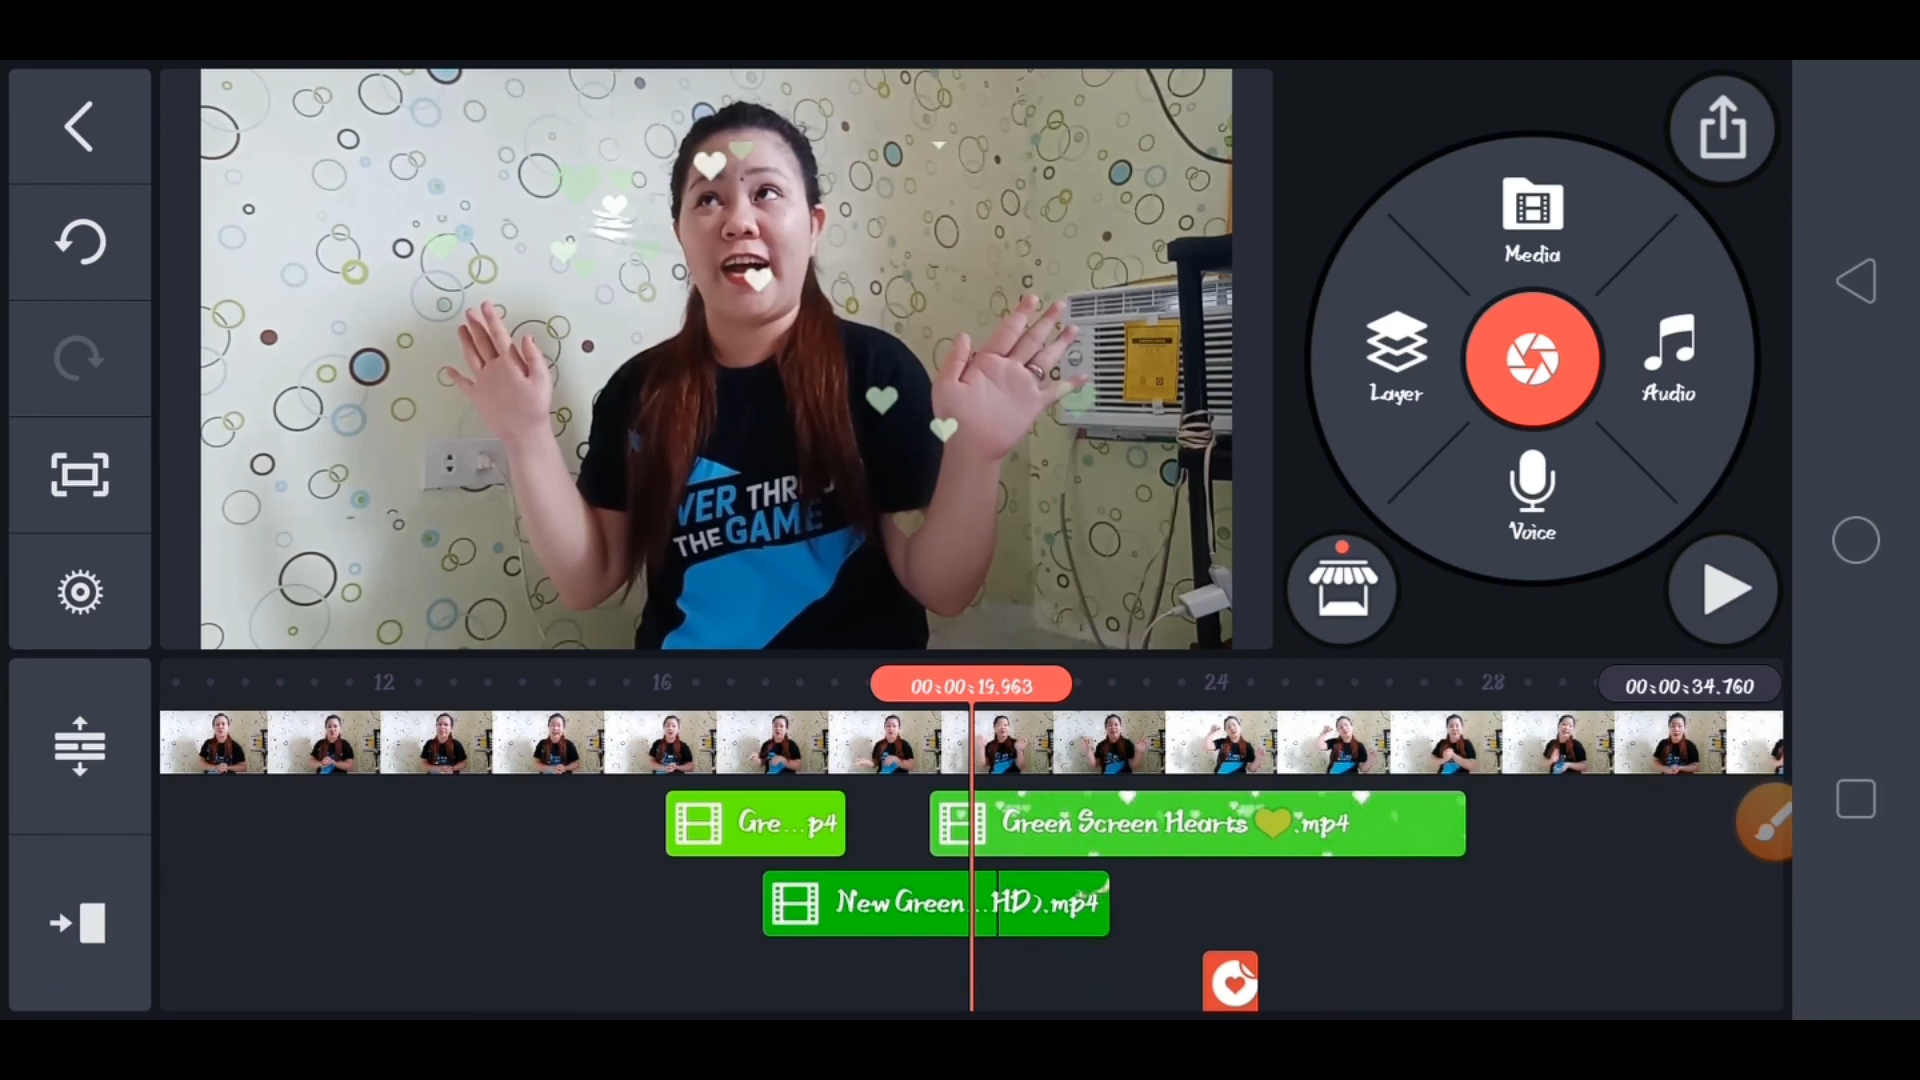 VER THR
THE GAME
Media
Layer
Audio
Voice
12
16
00:00:19.963
24
28
00:00:34.760
Gre...p4
Green Screen Hearts 💛.mp4
New Green...HD).mp4